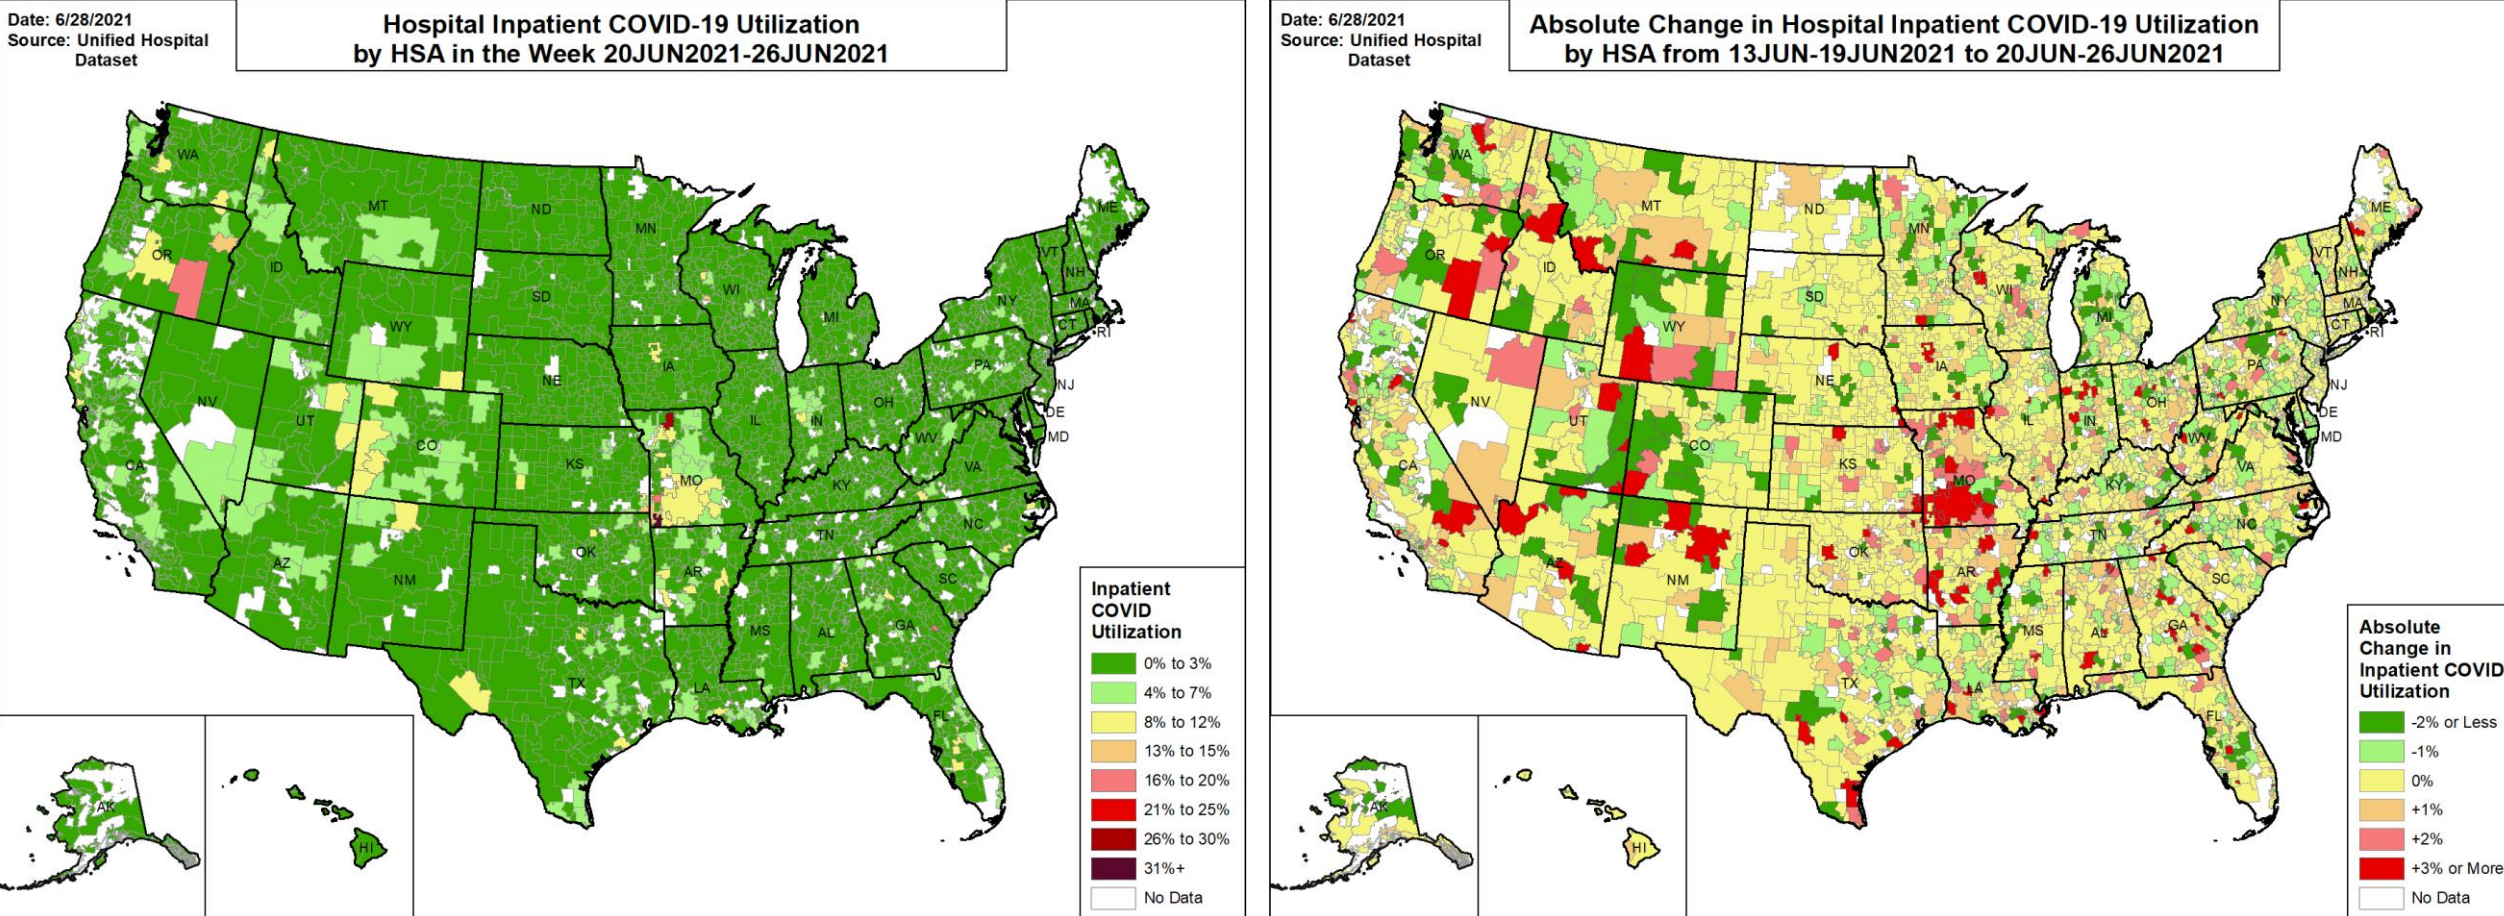 Date: 6/28/2021
Source: Unified Hospital
Dataset
Hospital Inpatient COVID-19 Utilization
by HSA in the Week 20JUN2021-26JUN2021
WA
MT
ND
MN
ME
OR
ID
SD
WI
MI
VT
NH
NY
MA
CT
RI
WY
IA
NE
PA
NJ
NV
UT
CO
IL
IN
OH
DE
MD
WV
VA
CA
KS
MO
KY
NC
TN
AZ
NM
OK
AR
SC
MS
AL
GA
TX
LA
FL
AK
HI
Inpatient
COVID
Utilization
0% to 3%
4% to 7%
8% to 12%
13% to 15%
16% to 20%
21% to 25%
26% to 30%
31%+
No Data
Date: 6/28/2021
Source: Unified Hospital
Dataset
Absolute Change in Hospital Inpatient COVID-19 Utilization
by HSA from 13JUN-19JUN2021 to 20JUN-26JUN2021
WA
MT
ND
MN
ME
OR
ID
SD
WI
MI
VT
NH
NY
MA
CT
RI
WY
IA
NE
PA
NJ
NV
UT
CO
IL
IN
OH
DE
MD
WV
VA
CA
KS
MO
KY
NC
TN
AZ
NM
OK
AR
SC
MS
AL
GA
TX
LA
FL
AK
HI
Absolute
Change in
Inpatient COVID
Utilization
-2% or Less
-1%
0%
+1%
+2%
+3% or More
No Data